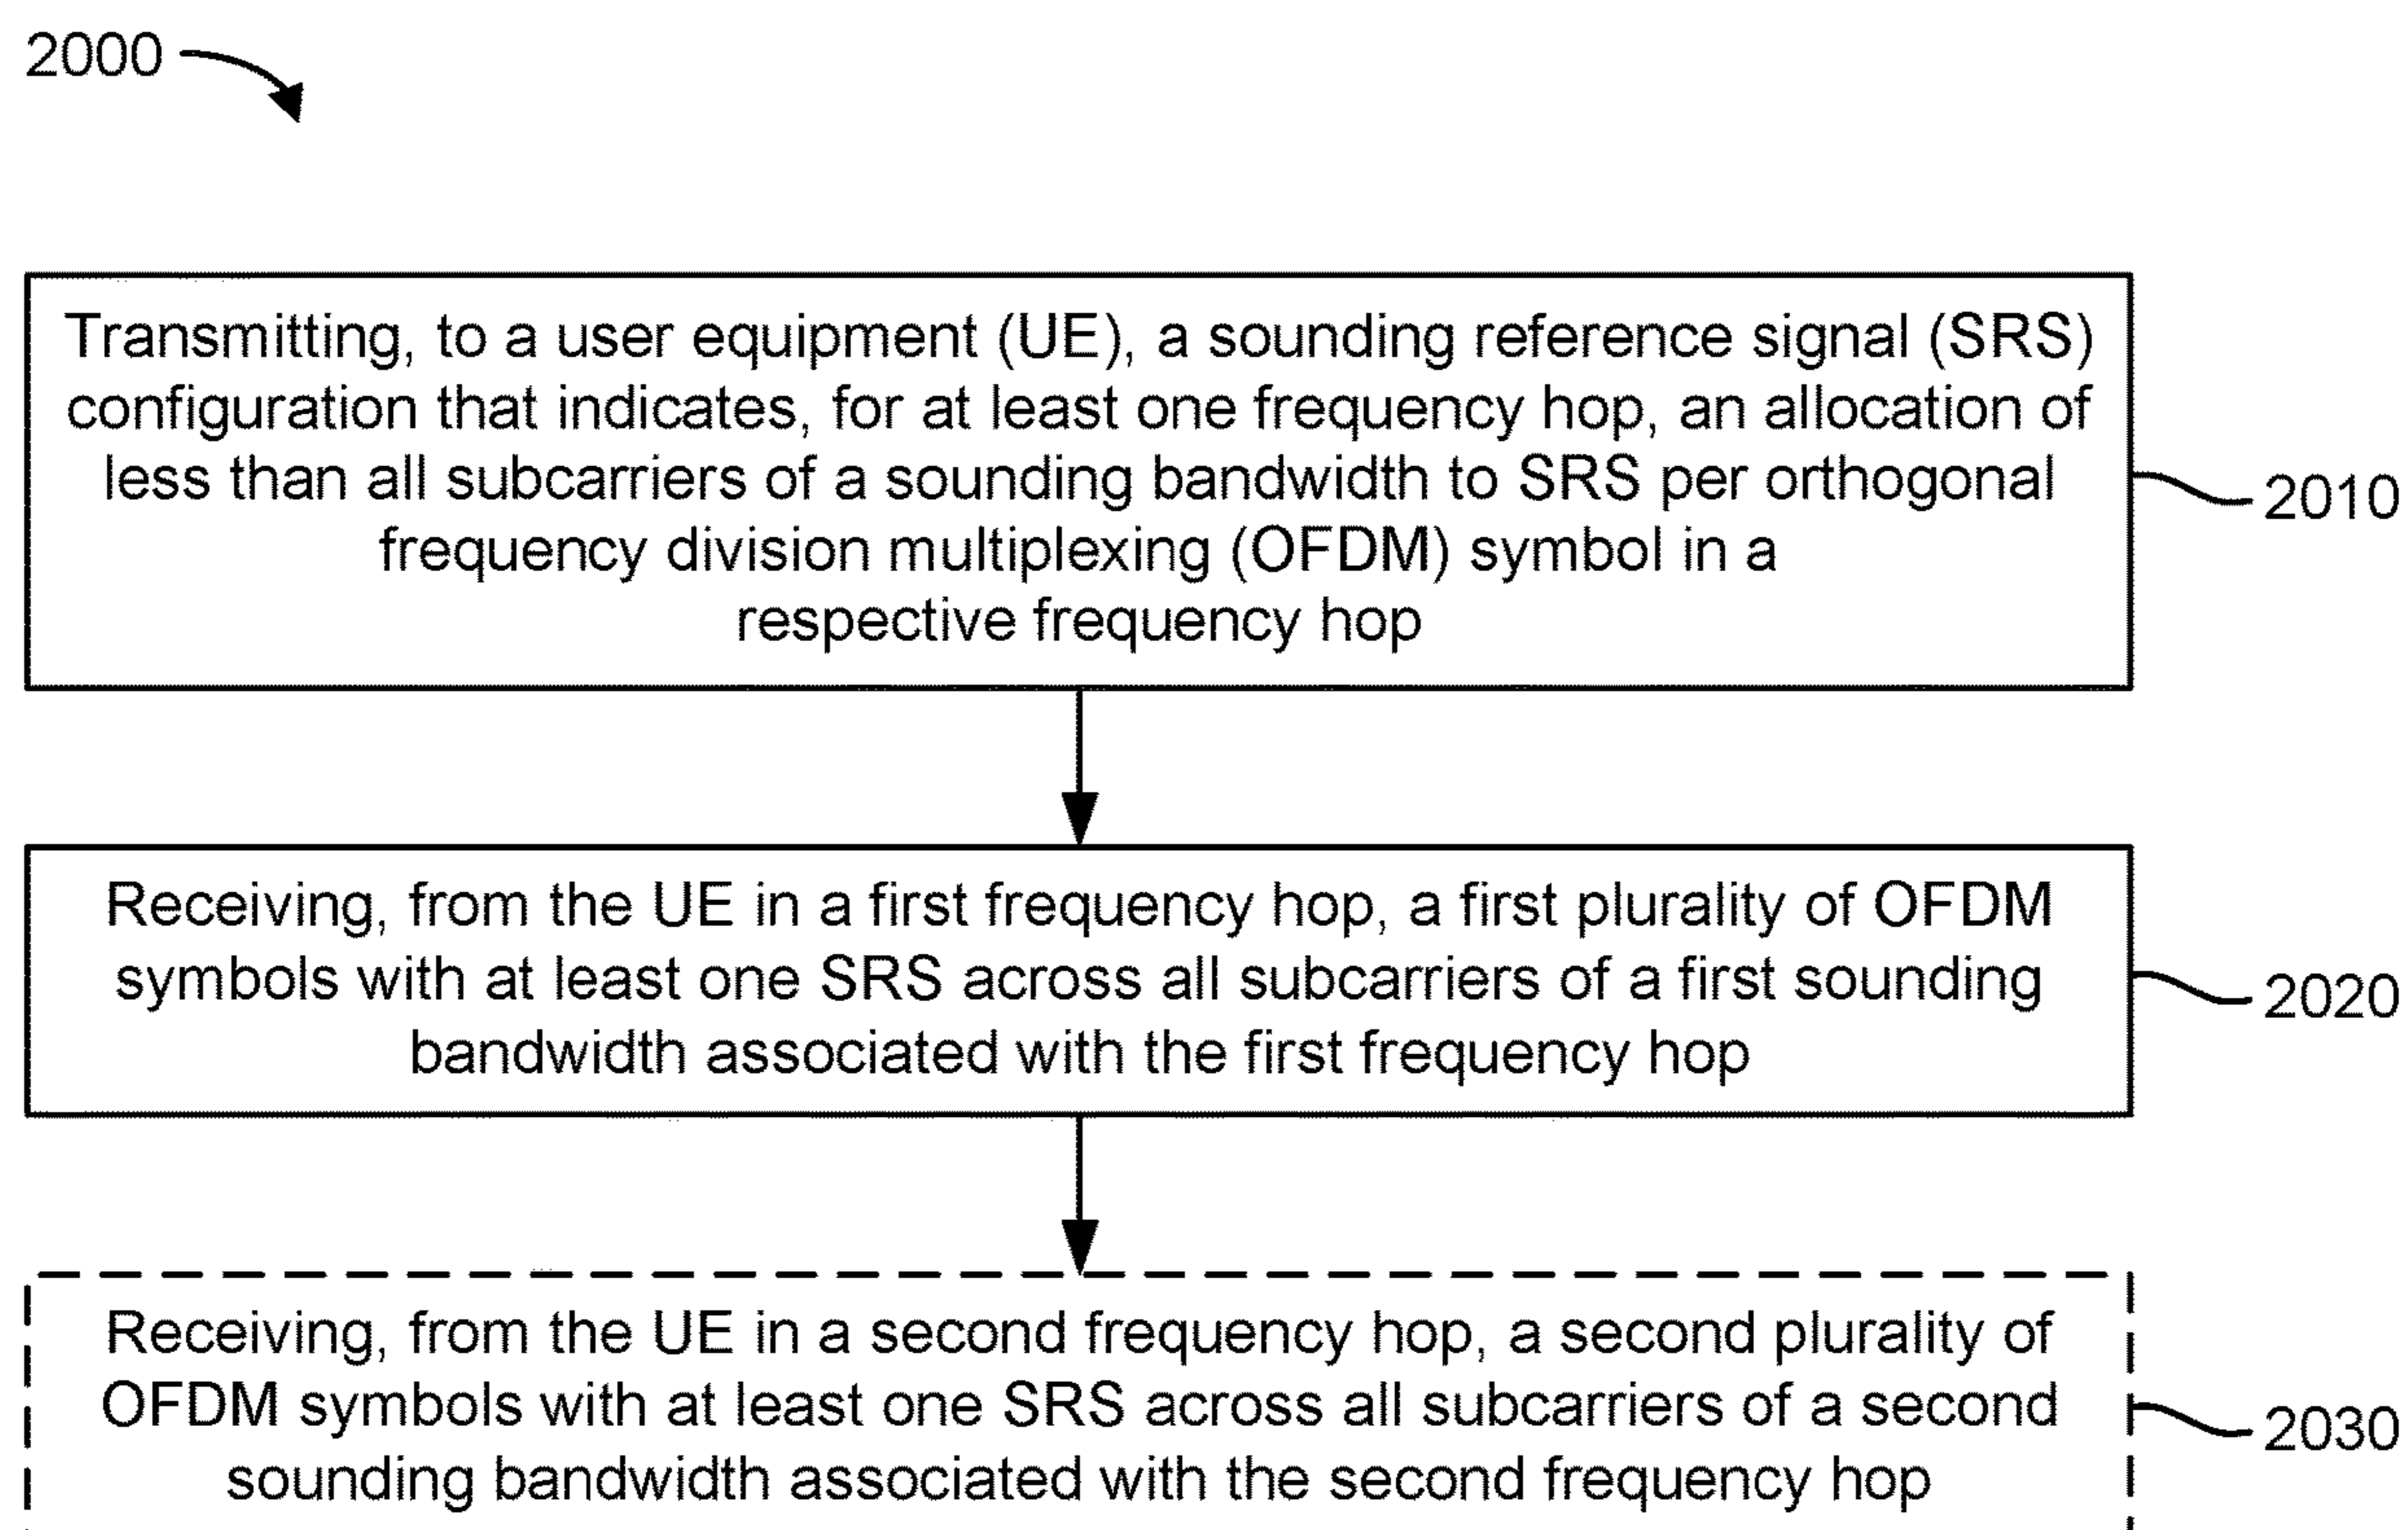 2000
Transmitting, to a user equipment (UE), a sounding reference signal (SRS)
configuration that indicates, for at least one frequency hop, an allocation of
less than all subcarriers of a sounding bandwidth to SRS per orthogonal
frequency division multiplexing (OFDM) symbol in a
respective frequency hop
2010
Receiving, from the UE in a first frequency hop, a first plurality of OFDM
symbols with at least one SRS across all subcarriers of a first sounding
bandwidth associated with the first frequency hop
2020
Receiving, from the UE in a second frequency hop, a second plurality of
OFDM symbols with at least one SRS across all subcarriers of a second
sounding bandwidth associated with the second frequency hop
2030